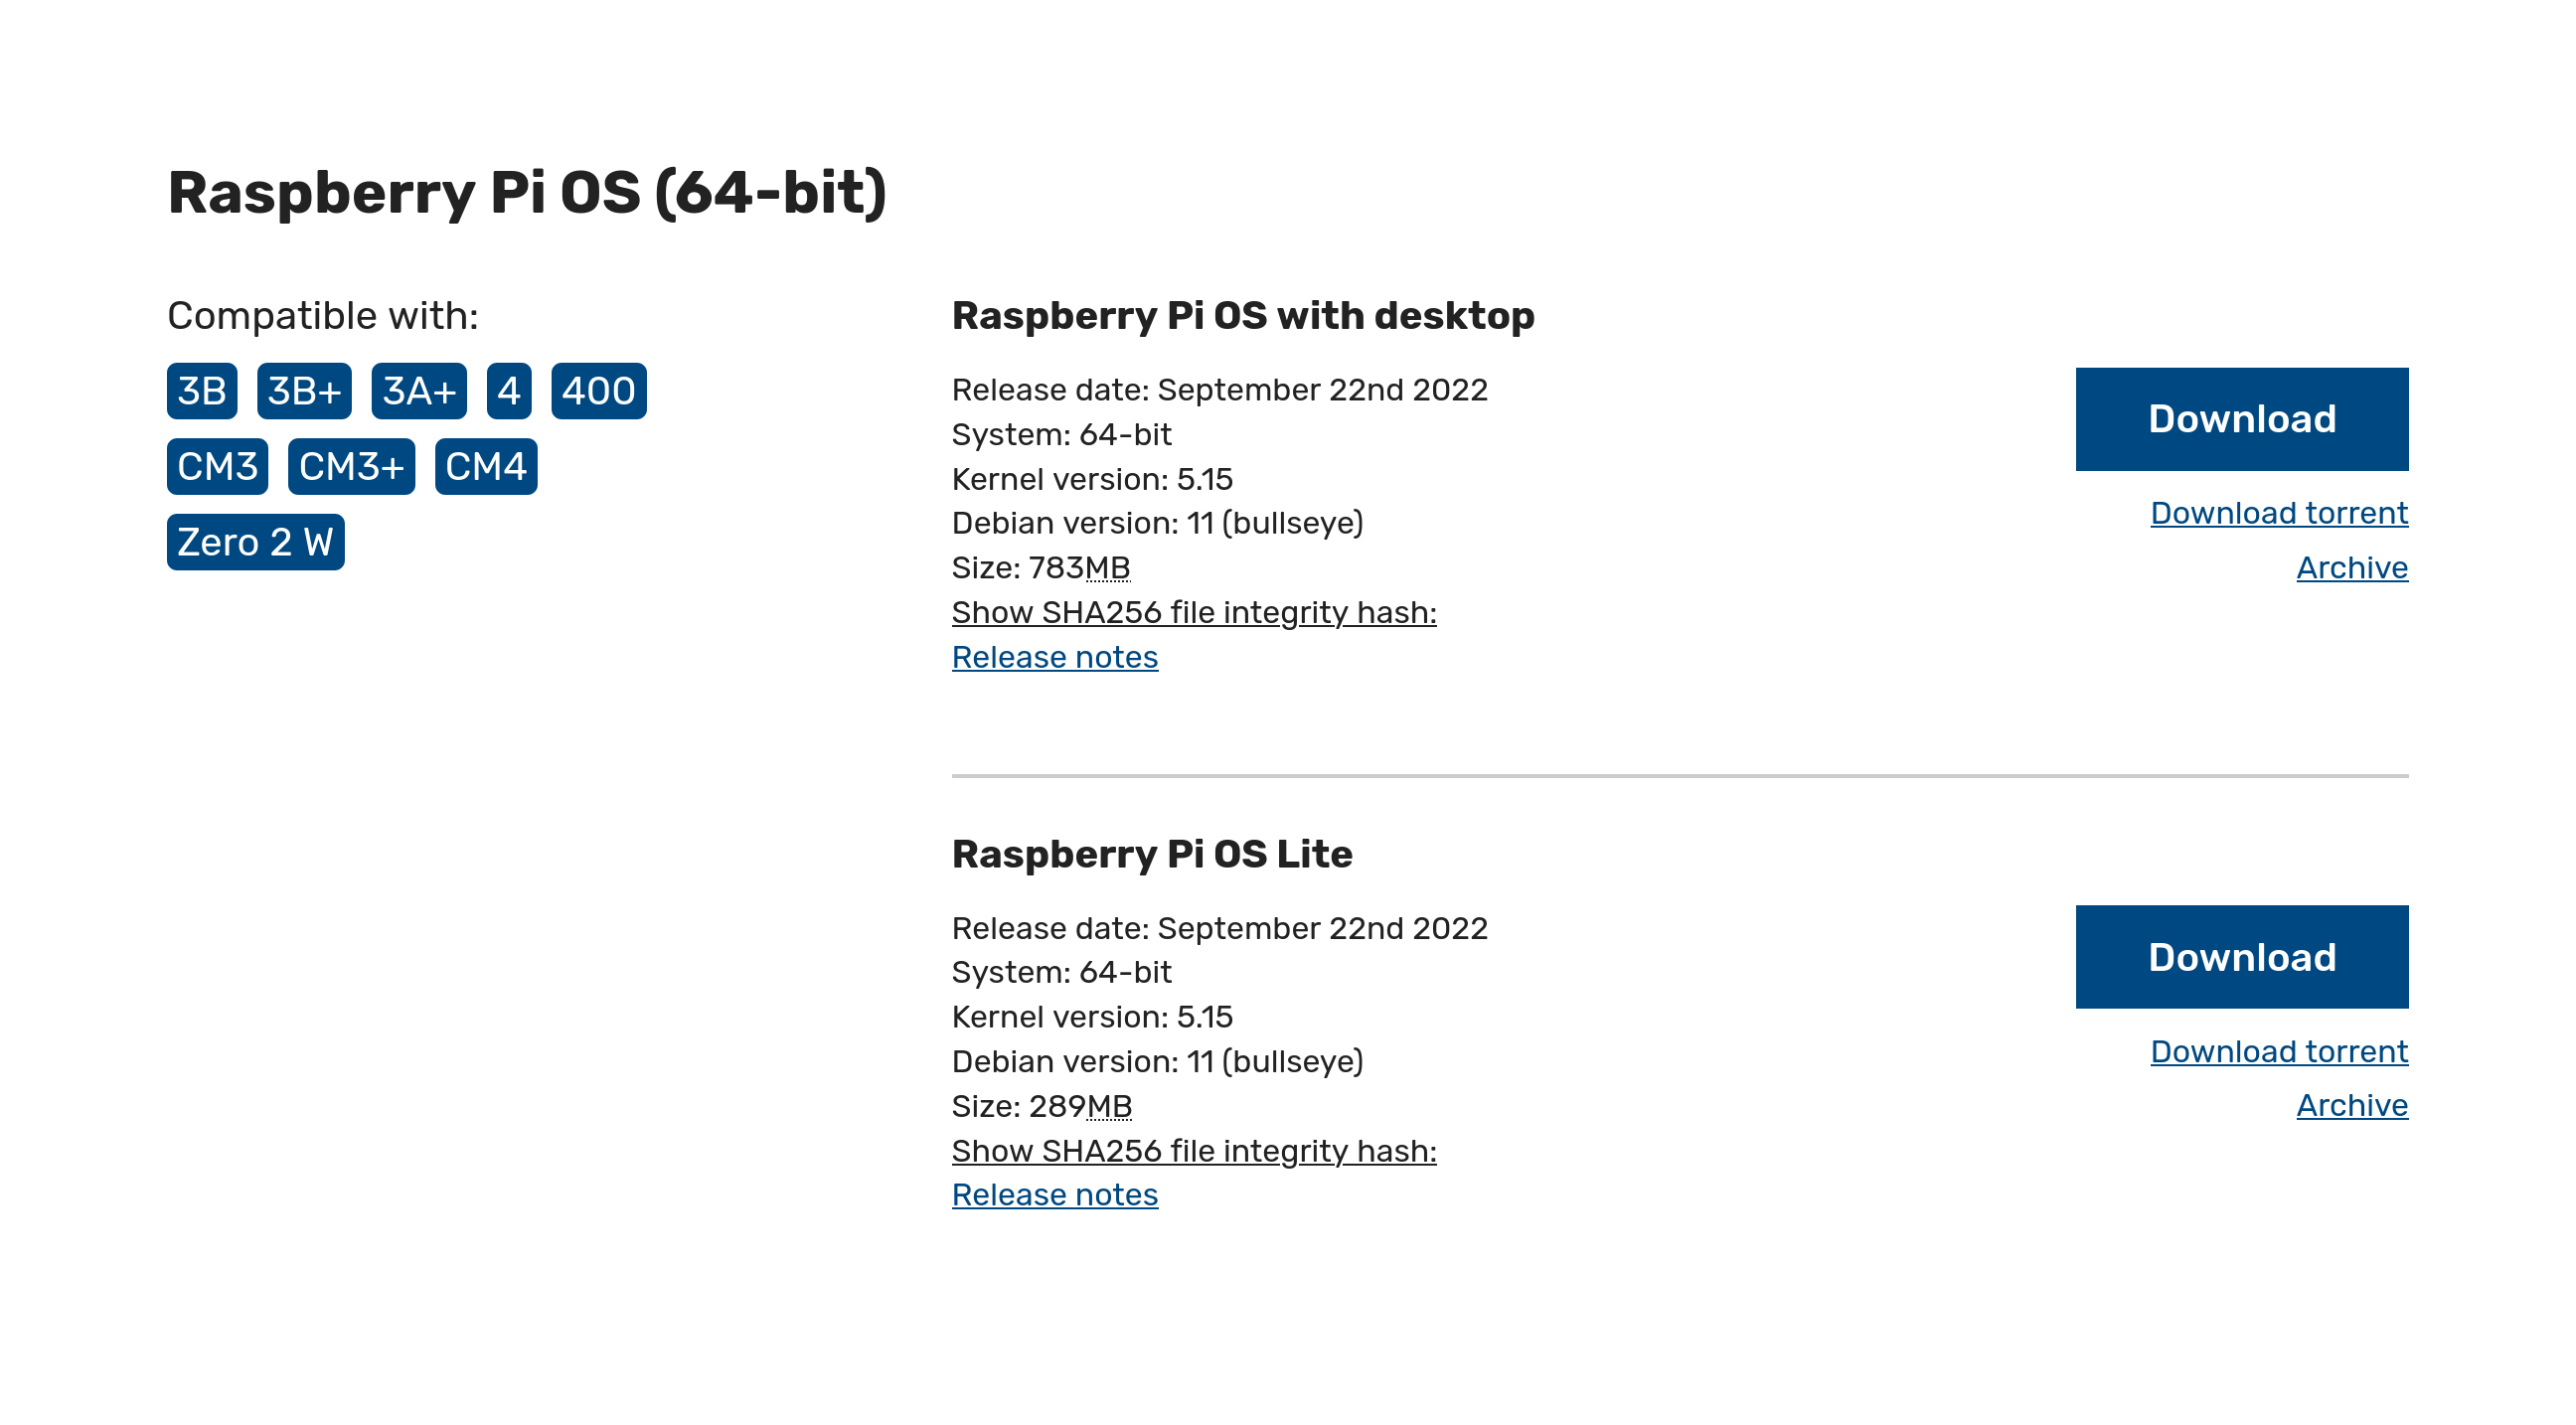 Raspberry Pi OS (64-bit)
Compatible with:
3B 3B+ 3A+ 4 400
CM3 CM3+ CM4
Zero 2 W
Raspberry Pi OS with desktop
Release date: September 22nd 2022
System: 64-bit
Kernel version: 5.15
Debian version: 11 (bullseye)
Size: 783MB
Show SHA256 file integrity hash:
Release notes
Download
Download torrent
Archive
Raspberry Pi OS Lite
Release date: September 22nd 2022
System: 64-bit
Kernel version: 5.15
Debian version: 11 (bullseye)
Size: 289MB
Show SHA256 file integrity hash:
Release notes
Download
Download torrent
Archive